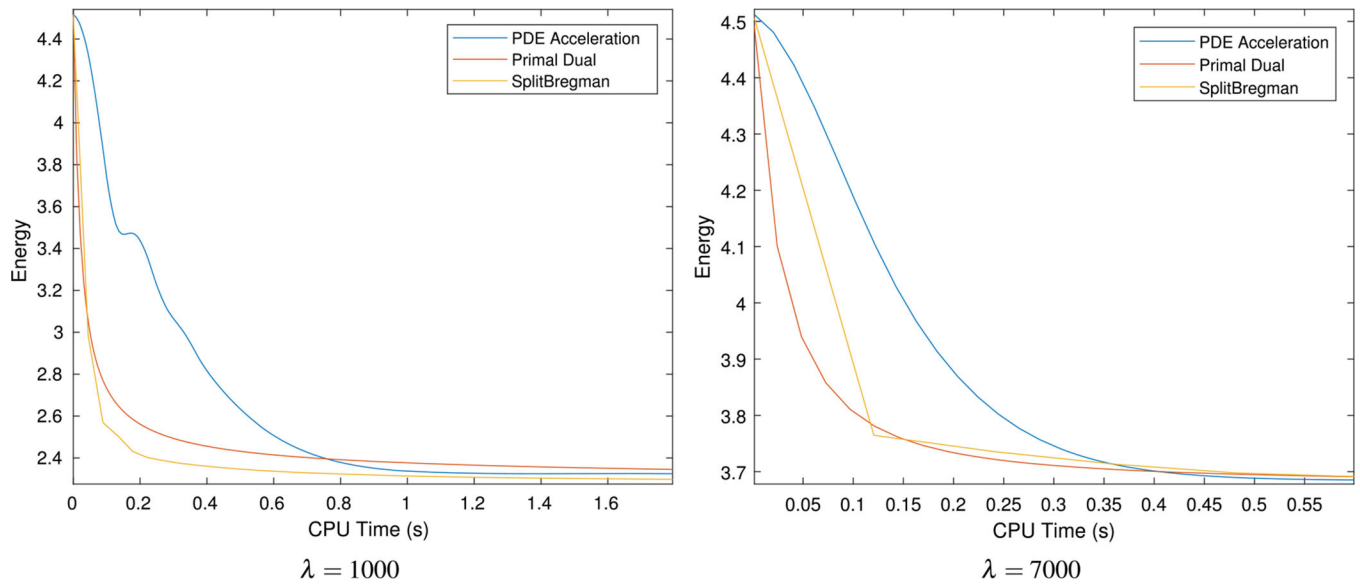 4.4
4.2
4
3.8
3.6
3.4
3.2
3
2.8
2.6
2.4
Energy
PDE Acceleration
Primal Dual
SplitBregman
0 0.2 0.4 0.6 0.8 1 1.2 1.4 1.6
CPU Time (s)
λ = 1000
4.5
4.4
4.3
4.2
4.1
4
3.9
3.8
3.7
Energy
PDE Acceleration
Primal Dual
SplitBregman
0.05 0.1 0.15 0.2 0.25 0.3 0.35 0.4 0.45 0.5 0.55
CPU Time (s)
λ = 7000